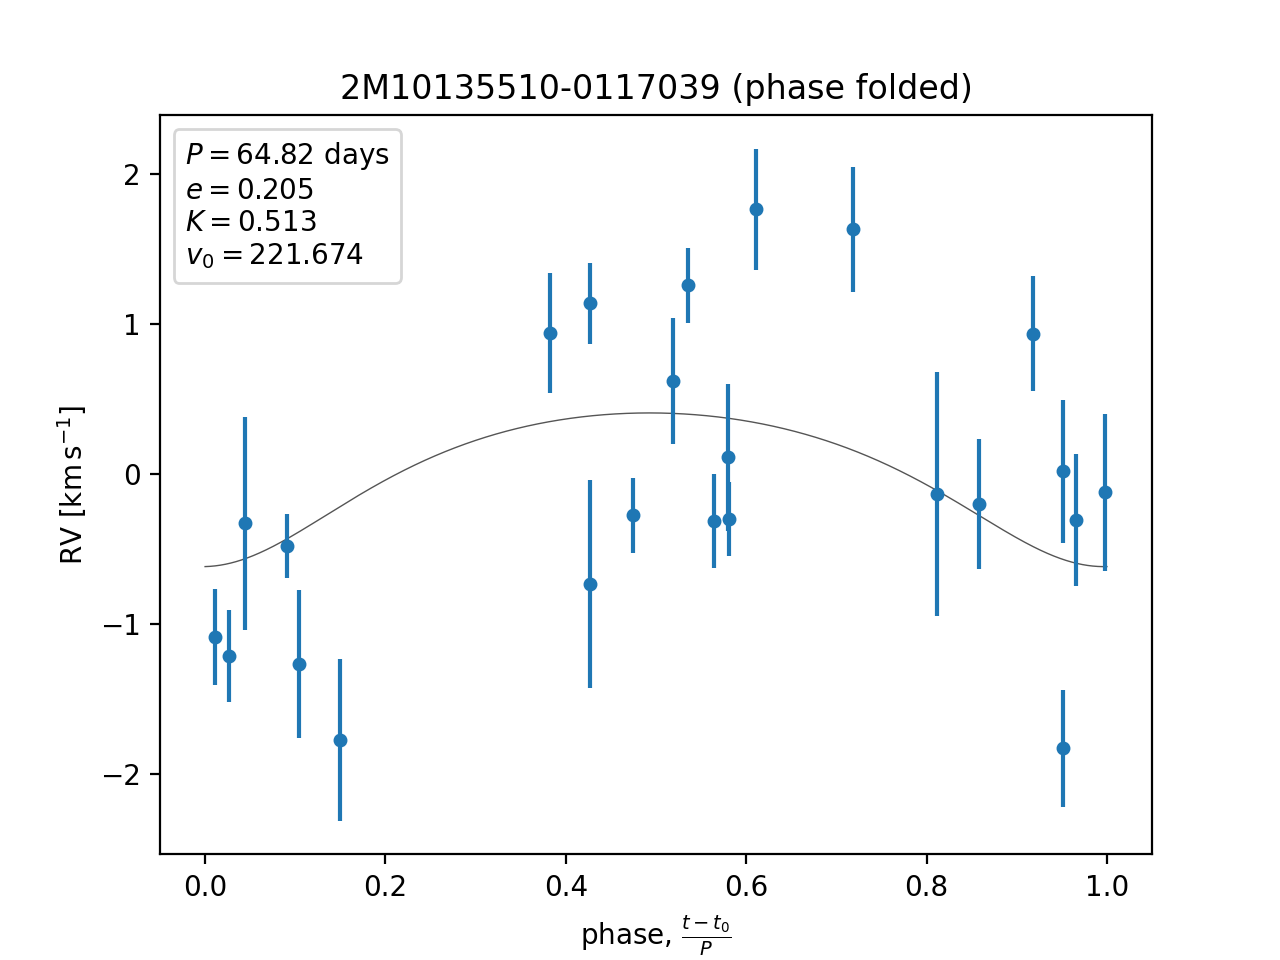 2M10135510-0117039 (phase folded)
P = 64.82 days
e = 0.205
K = 0.513
v₀ = 221.674
2
1
0
−1
−2
RV [km s⁻¹]
0.0 0.2 0.4 0.6 0.8 1.0
phase, (t − t₀)/P